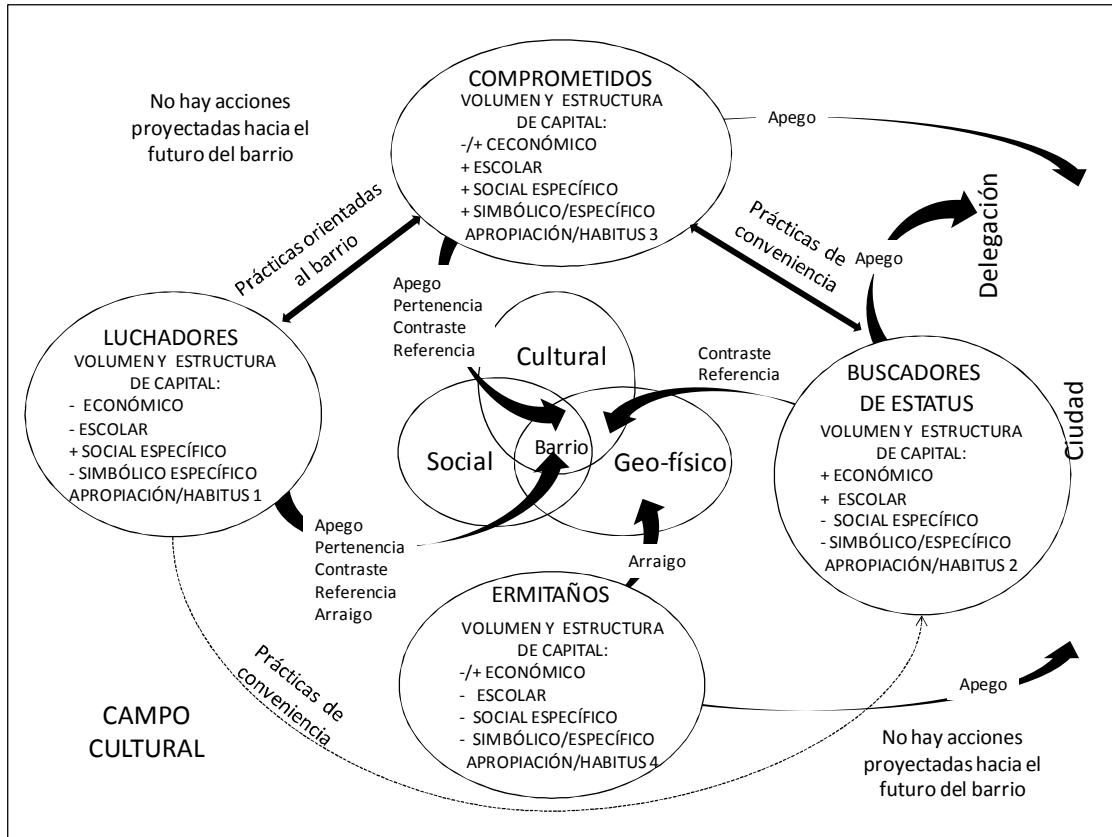 COMPROMETIDOS
VOLUMEN Y ESTRUCTURA
DE CAPITAL:
-/+ CECONÓMICO
+ ESCOLAR
+ SOCIAL ESPECÍFICO
+ SIMBÓLICO/ESPECÍFICO
APROPIACIÓN/HABITUS 3
No hay acciones
proyectadas hacia el
futuro del barrio
Apego
Delegación
Prácticas orientadas
al barrio
Prácticas de
conveniencia
Apego
Apego
Pertenencia
Contraste
Referencia
LUCHADORES
VOLUMEN Y ESTRUCTURA
DE CAPITAL:
- ECONÓMICO
- ESCOLAR
+ SOCIAL ESPECÍFICO
- SIMBÓLICO ESPECÍFICO
APROPIACIÓN/HABITUS 1
Cultural
Social
Barrio
Geo-físico
Contraste
Referencia
BUSCADORES
DE ESTATUS
VOLUMEN Y ESTRUCTURA
DE CAPITAL:
+ ECONÓMICO
+ ESCOLAR
- SOCIAL ESPECÍFICO
- SIMBÓLICO/ESPECÍFICO
APROPIACIÓN/HABITUS 2
Ciudad
Apego
Pertenencia
Contraste
Referencia
Arraigo
Arraigo
ERMITAÑOS
VOLUMEN Y ESTRUCTURA
DE CAPITAL:
-/+ ECONÓMICO
- ESCOLAR
- SOCIAL ESPECÍFICO
- SIMBÓLICO/ESPECÍFICO
APROPIACIÓN/HABITUS 4
Prácticas de
conveniencia
Apego
CAMPO
CULTURAL
No hay acciones
proyectadas hacia el
futuro del barrio